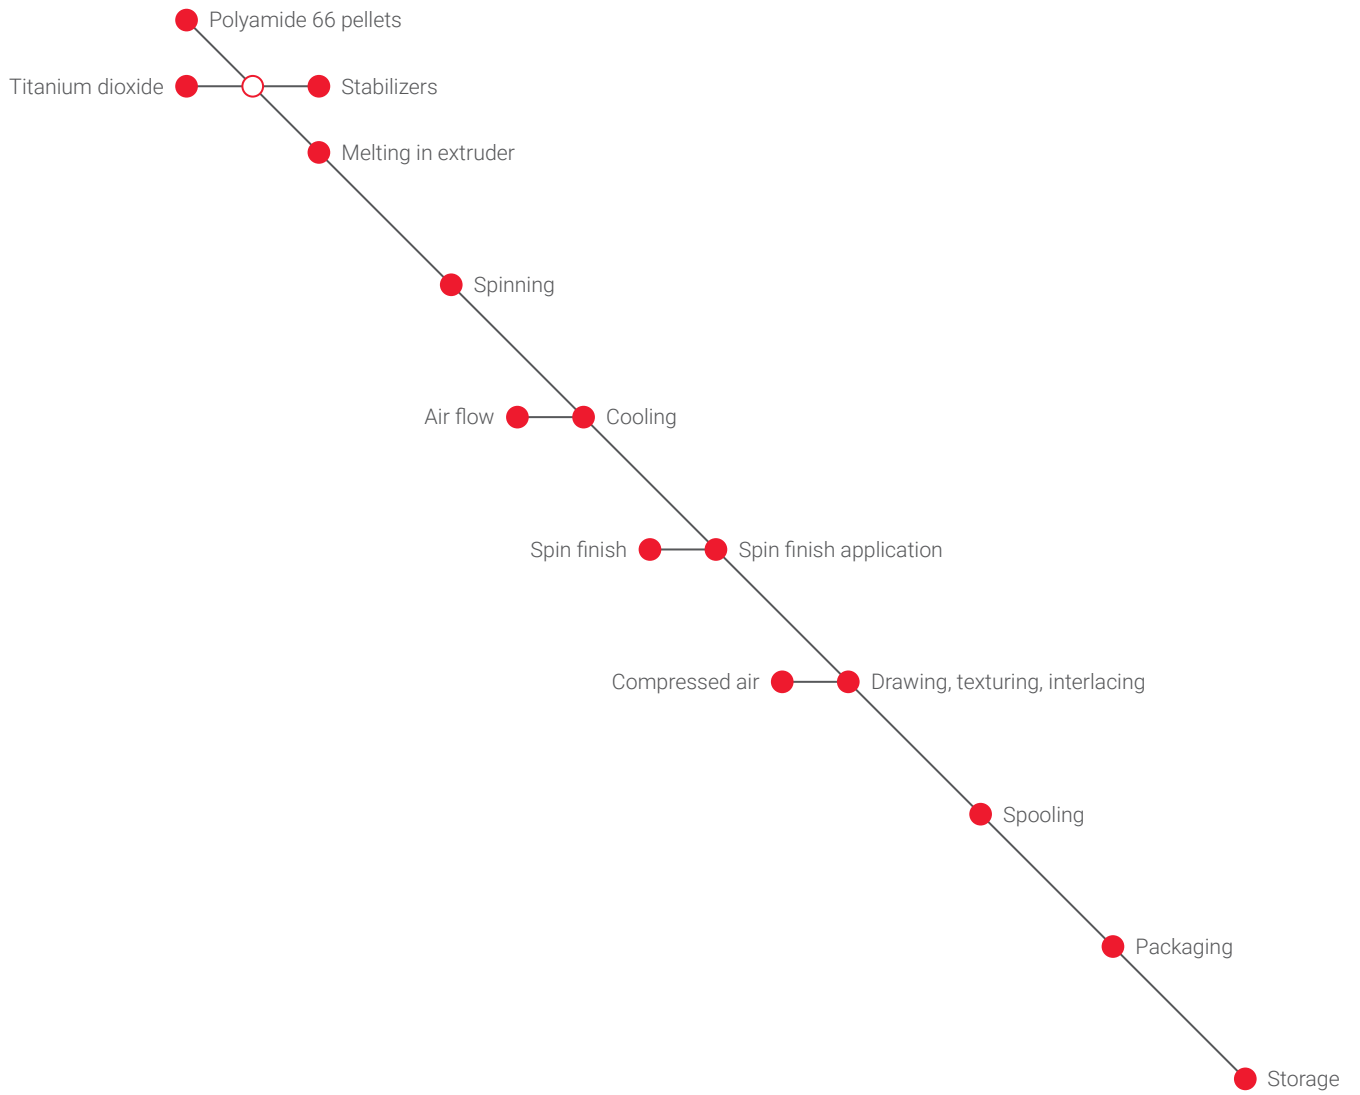 Polyamide 66 pellets
Titanium dioxide
Stabilizers
Melting in extruder
Spinning
Air flow
Cooling
Spin finish
Spin finish application
Compressed air
Drawing, texturing, interlacing
Spooling
Packaging
Storage